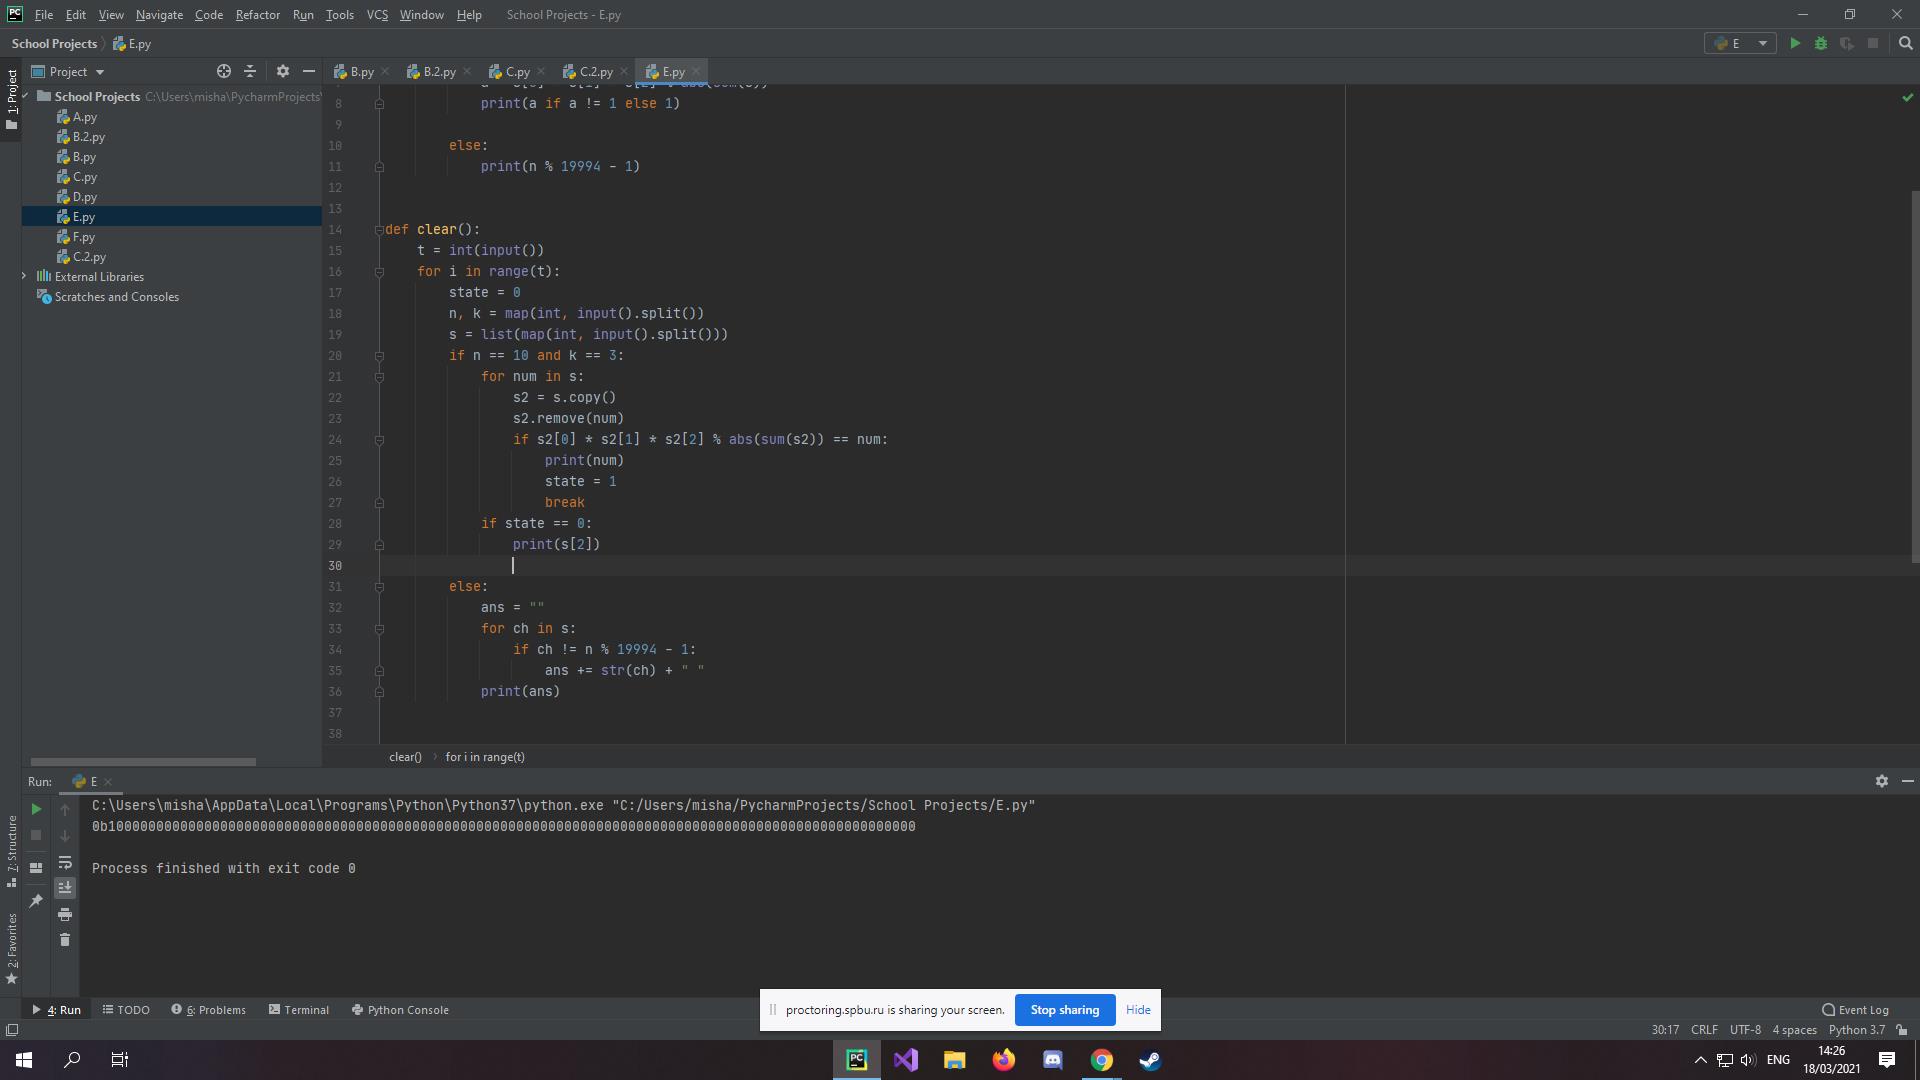 File Edit View Navigate Code Refactor Run Tools VCS Window Help School Projects - E.py
School Projects E.py
E
Project
B.py B.2.py C.py C.2.py E.py
1: Project
School Projects C:\Users\misha\PycharmProjects\
A.py
B.2.py
B.py
C.py
D.py
E.py
F.py
C.2.py
External Libraries
Scratches and Consoles
8 print(a if a != 1 else 1)
9
10 else:
11 print(n % 19994 - 1)
12
13
14 def clear():
15 t = int(input())
16 for i in range(t):
17 state = 0
18 n, k = map(int, input().split())
19 s = list(map(int, input().split()))
20 if n == 10 and k == 3:
21 for num in s:
22 s2 = s.copy()
23 s2.remove(num)
24 if s2[0] * s2[1] * s2[2] % abs(sum(s2)) == num:
25 print(num)
26 state = 1
27 break
28 if state == 0:
29 print(s[2])
30
31 else:
32 ans = ""
33 for ch in s:
34 if ch != n % 19994 - 1:
35 ans += str(ch) + " "
36 print(ans)
37
38
clear() for i in range(t)
Run: E
C:\Users\misha\AppData\Local\Programs\Python\Python37\python.exe "C:/Users/misha/PycharmProjects/School Projects/E.py"
0b1000000000000000000000000000000000000000000000000000000000000000000000000000000000000000000000000000
Process finished with exit code 0
7: Structure
2: Favorites
4: Run TODO 6: Problems Terminal Python Console Event Log
proctoring.spbu.ru is sharing your screen. Stop sharing Hide
30:17 CRLF UTF-8 4 spaces Python 3.7
PC
ENG 14:26
18/03/2021